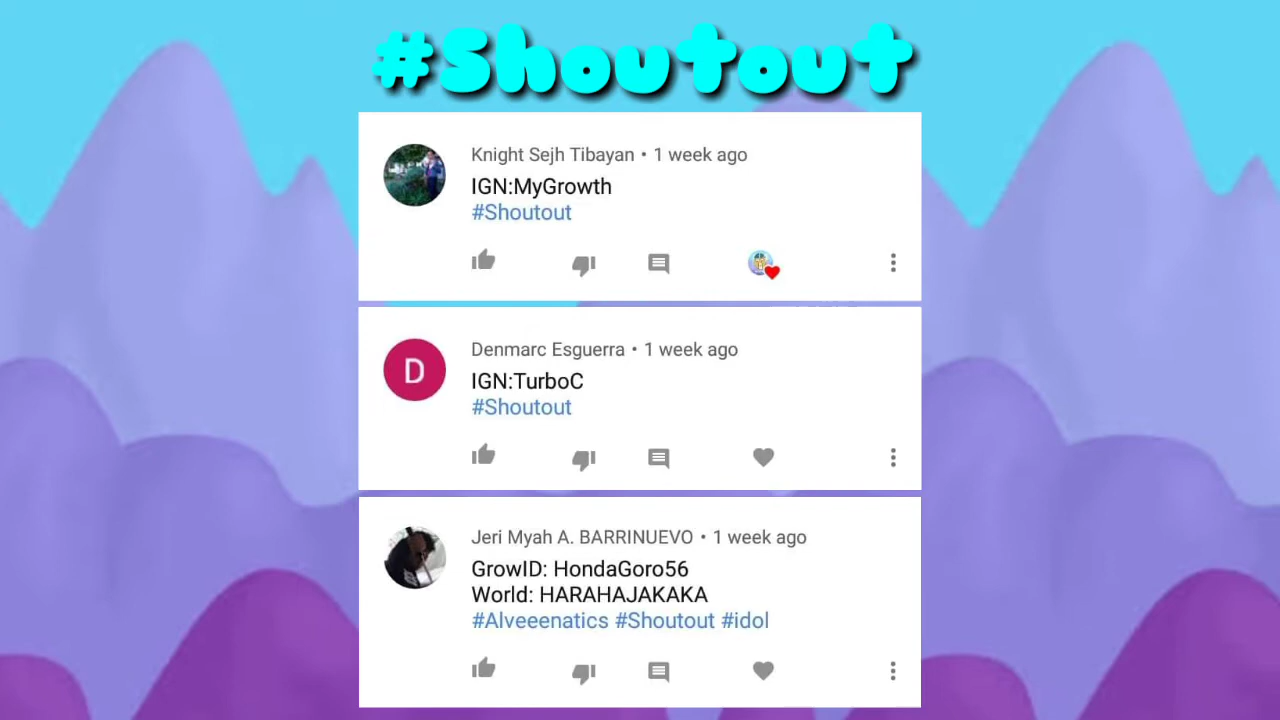 #Shoutout
Knight Sejh Tibayan • 1 week ago
IGN:MyGrowth
#Shoutout
D
Denmarc Esguerra • 1 week ago
IGN:TurboC
#Shoutout
Jeri Myah A. BARRINUEVO • 1 week ago
GrowID: HondaGoro56
World: HARAHAJAKAKA
#Alveeenatics #Shoutout #idol